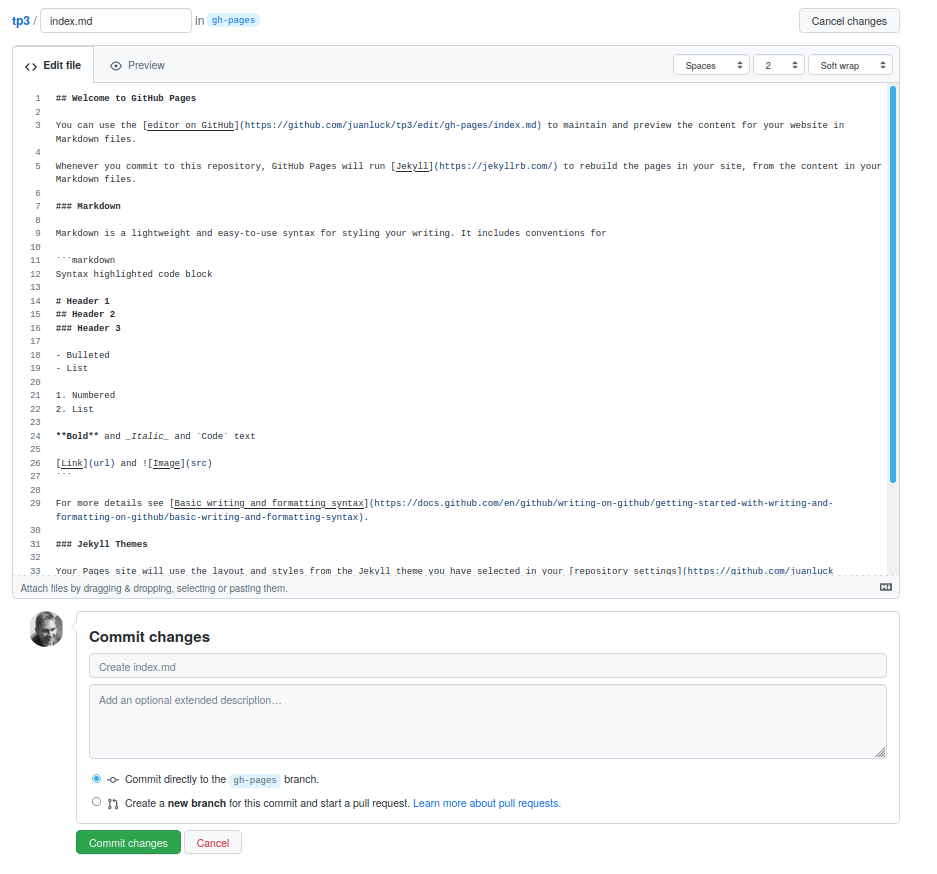 tp3 / index.md in gh-pages Cancel changes
Edit file Preview Spaces 2 Soft wrap
1 ## Welcome to GitHub Pages
2
3 You can use the [editor on GitHub](https://github.com/juanluck/tp3/edit/gh-pages/index.md) to maintain and preview the content for your website in
Markdown files.
4
5 Whenever you commit to this repository, GitHub Pages will run [Jekyll](https://jekyllrb.com/) to rebuild the pages in your site, from the content in your
Markdown files.
6
7 ### Markdown
8
9 Markdown is a lightweight and easy-to-use syntax for styling your writing. It includes conventions for
10
11 ```markdown
12 Syntax highlighted code block
13
14 # Header 1
15 ## Header 2
16 ### Header 3
17
18 - Bulleted
19 - List
20
21 1. Numbered
22 2. List
23
24 **Bold** and _Italic_ and `Code` text
25
26 [Link](url) and ![Image](src)
27 ```
28
29 For more details see [Basic writing and formatting syntax](https://docs.github.com/en/github/writing-on-github/getting-started-with-writing-and-
formatting-on-github/basic-writing-and-formatting-syntax).
30
31 ### Jekyll Themes
32
33 Your Pages site will use the layout and styles from the Jekyll theme you have selected in your [repository settings](https://github.com/juanluck
Attach files by dragging & dropping, selecting or pasting them.
Commit changes
Create index.md
Add an optional extended description…
Commit directly to the gh-pages branch.
Create a new branch for this commit and start a pull request. Learn more about pull requests.
Commit changes Cancel